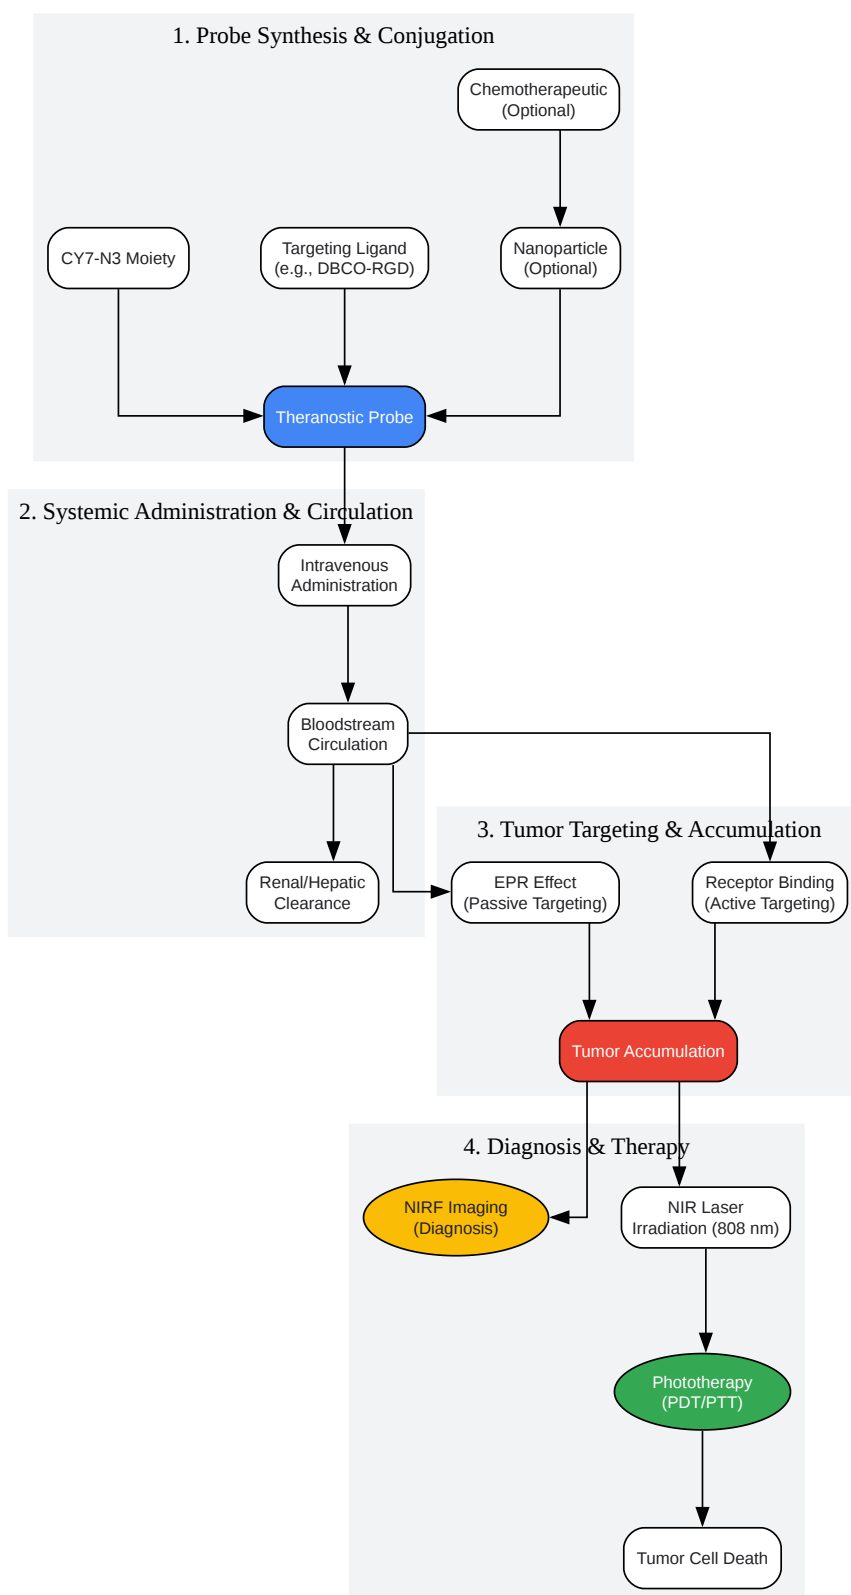 1. Probe Synthesis & Conjugation
Chemotherapeutic
(Optional)
CY7-N3 Moiety
Targeting Ligand
(e.g., DBCO-RGD)
Nanoparticle
(Optional)
Theranostic Probe
2. Systemic Administration & Circulation
Intravenous
Administration
Bloodstream
Circulation
Renal/Hepatic
Clearance
3. Tumor Targeting & Accumulation
EPR Effect
(Passive Targeting)
Receptor Binding
(Active Targeting)
Tumor Accumulation
4. Diagnosis & Therapy
NIRF Imaging
(Diagnosis)
NIR Laser
Irradiation (808 nm)
Phototherapy
(PDT/PTT)
Tumor Cell Death